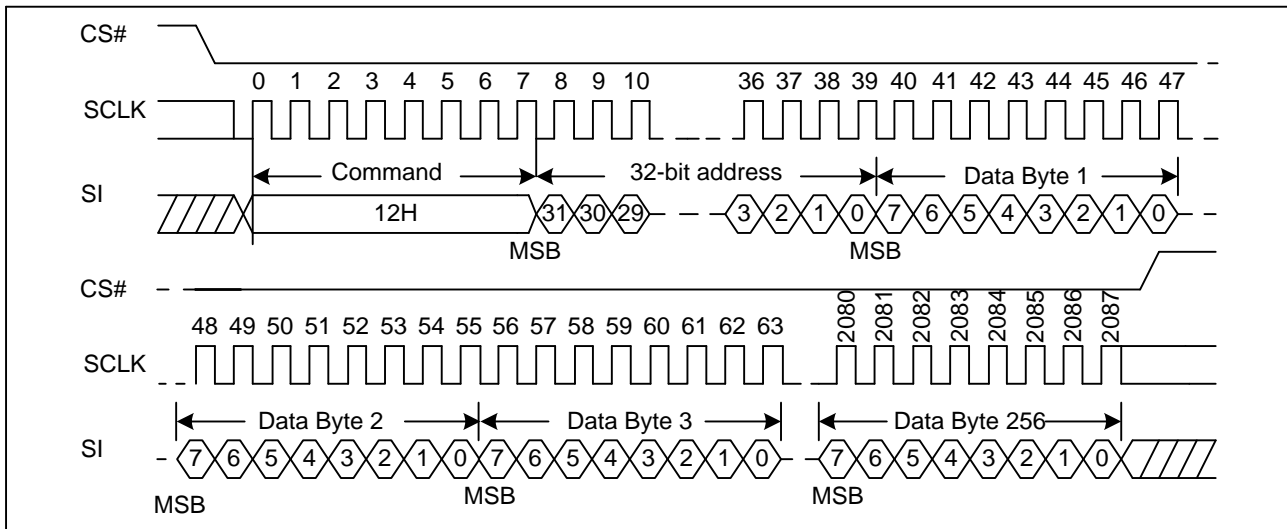 CS#
0 1 2 3 4 5 6 7 8 9 10 36 37 38 39 40 41 42 43 44 45 46 47
SCLK
Command 32-bit address Data Byte 1
SI
12H 31 30 29 3 2 1 0 7 6 5 4 3 2 1 0
MSB MSB
CS#
48 49 50 51 52 53 54 55 56 57 58 59 60 61 62 63 2080 2081 2082 2083 2084 2085 2086 2087
SCLK
Data Byte 2 Data Byte 3 Data Byte 256
SI
7 6 5 4 3 2 1 0 7 6 5 4 3 2 1 0 7 6 5 4 3 2 1 0
MSB MSB MSB